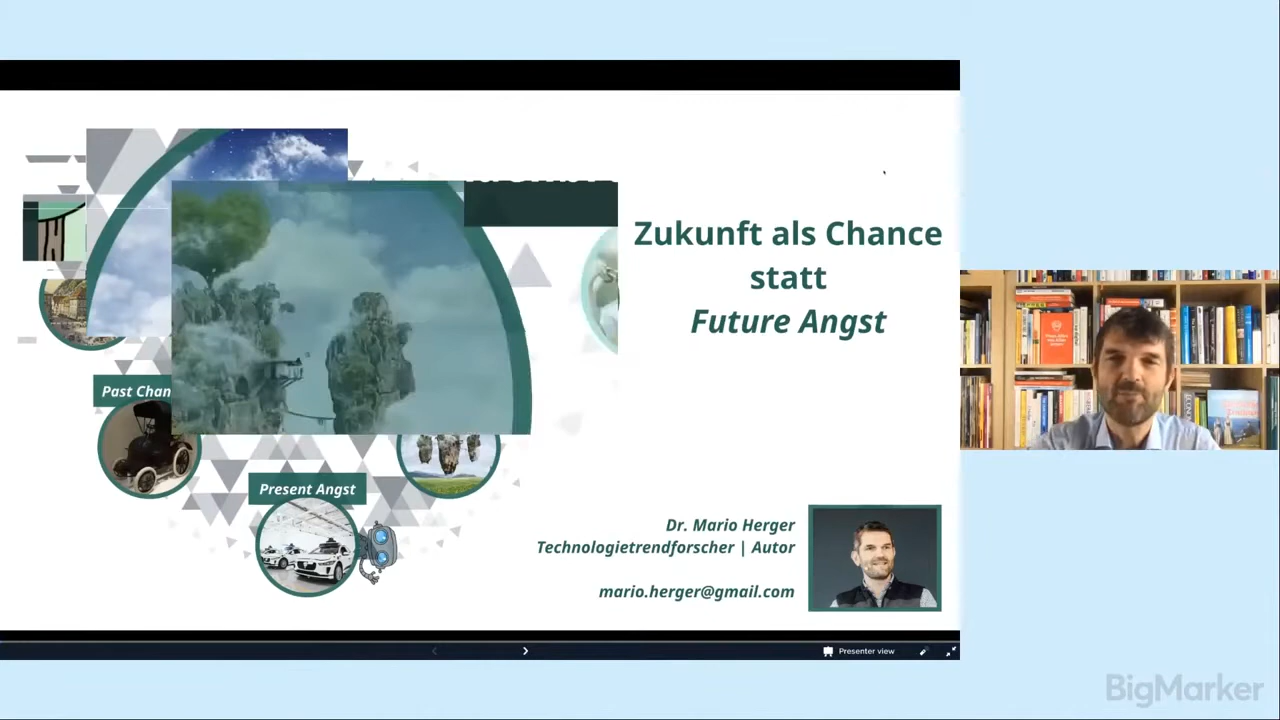 Zukunft als Chance
statt
Future Angst
Past Chan
Present Angst
Dr. Mario Herger
Technologietrendforscher | Autor
mario.herger@gmail.com
Presenter view
BigMarker